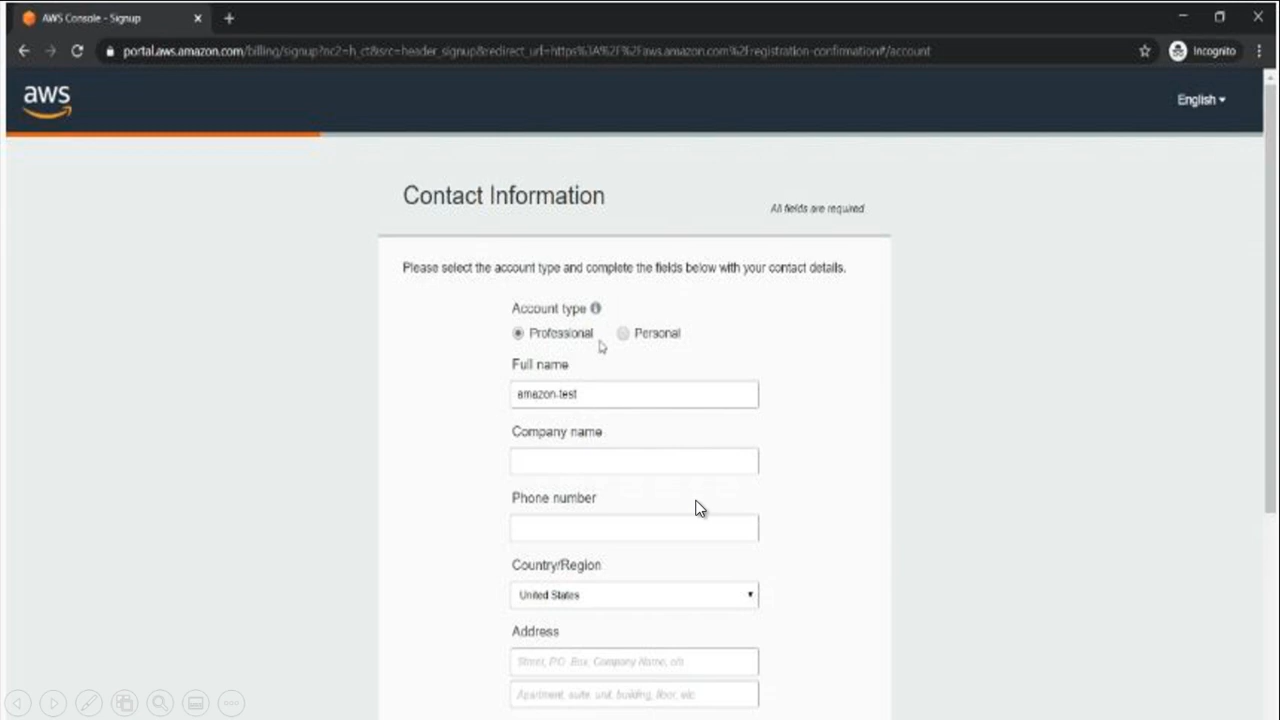 AWS Console - Signup
portal.aws.amazon.com/billing/signup?nc2=h_ct&src=header_signup&redirect_url=https%3A%2F%2Faws.amazon.com%2Fregistration-confirmation#/account
Incognito
aws
English
Contact Information
All fields are required
Please select the account type and complete the fields below with your contact details.
Account type
Professional Personal
Full name
amazon-test
Company name
Phone number
Country/Region
United States
Address
Street, P.O. Box, Company Name, c/o
Apartment, suite, unit, building, floor, etc.